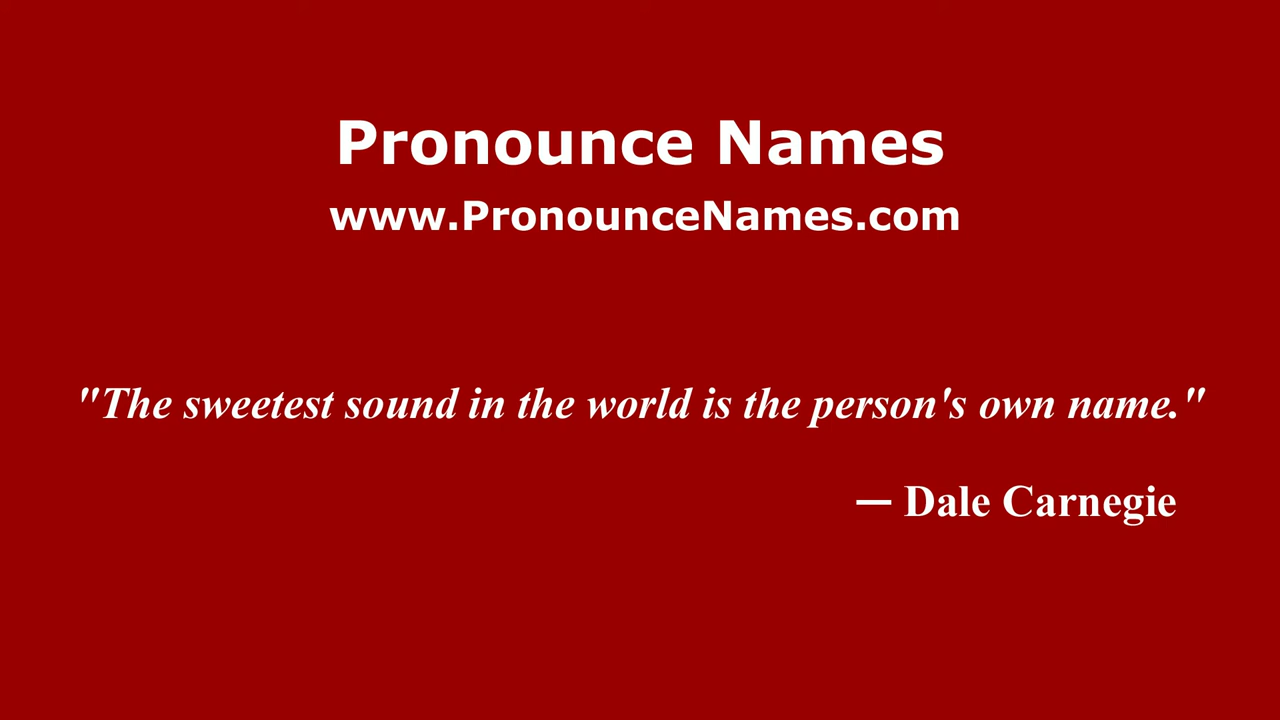 Pronounce Names
www.PronounceNames.com
"The sweetest sound in the world is the person's own name."
— Dale Carnegie